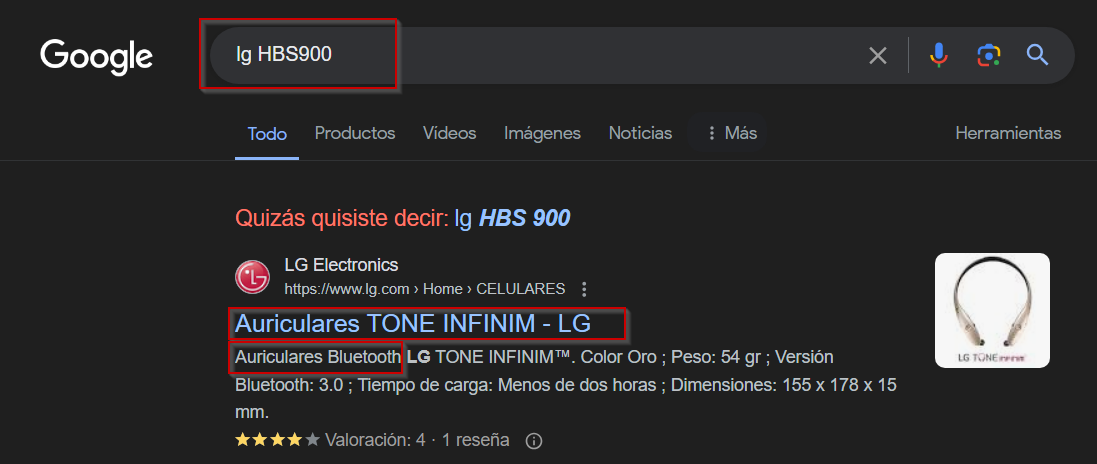 Google
lg HBS900
Todo Productos Vídeos Imágenes Noticias Más Herramientas
Quizás quisiste decir: lg HBS 900
LG Electronics
https://www.lg.com › Home › CELULARES
Auriculares TONE INFINIM - LG
Auriculares Bluetooth LG TONE INFINIM™. Color Oro ; Peso: 54 gr ; Versión
Bluetooth: 3.0 ; Tiempo de carga: Menos de dos horas ; Dimensiones: 155 x 178 x 15
mm.
Valoración: 4 · 1 reseña
LG TONE INFINIM